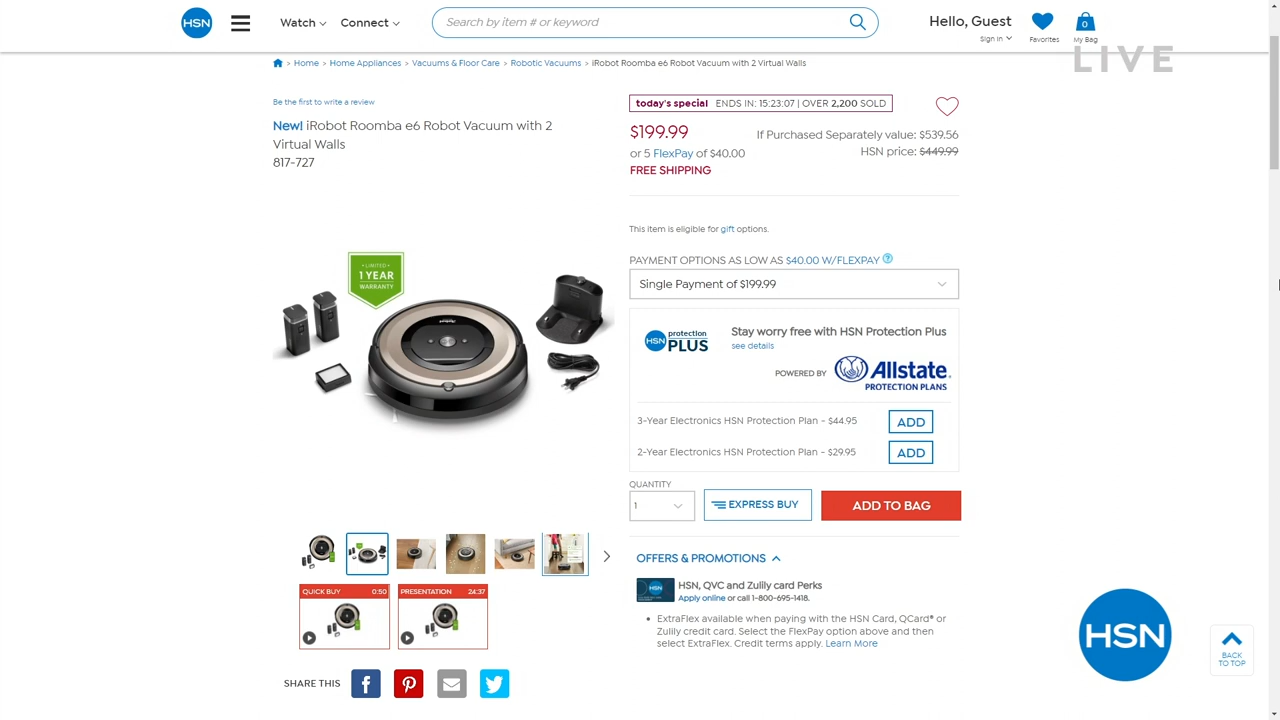 HSN
Watch
Connect
Search by item # or keyword
Hello, Guest
Sign In
Favorites
0
My Bag
LIVE
> Home > Home Appliances > Vacuums & Floor Care > Robotic Vacuums > iRobot Roomba e6 Robot Vacuum with 2 Virtual Walls
Be the first to write a review
New! iRobot Roomba e6 Robot Vacuum with 2
Virtual Walls
817-727
LIMITED
1 YEAR
WARRANTY
QUICK BUY 0:50
PRESENTATION 24:37
SHARE THIS
today's special ENDS IN: 15:23:07 | OVER 2,200 SOLD
$199.99
If Purchased Separately value: $539.56
or 5 FlexPay of $40.00
HSN price: $449.99
FREE SHIPPING
This item is eligible for gift options.
PAYMENT OPTIONS AS LOW AS $40.00 W/FLEXPAY ?
Single Payment of $199.99
HSN protection PLUS
Stay worry free with HSN Protection Plus
see details
POWERED BY Allstate.
PROTECTION PLANS
3-Year Electronics HSN Protection Plan - $44.95 ADD
2-Year Electronics HSN Protection Plan - $29.95 ADD
QUANTITY
1
EXPRESS BUY
ADD TO BAG
OFFERS & PROMOTIONS
HSN
HSN, QVC and Zulily card Perks
Apply online or call 1-800-695-1418.
• ExtraFlex available when paying with the HSN Card, QCard® or
Zulily credit card. Select the FlexPay option above and then
select ExtraFlex. Credit terms apply. Learn More
HSN
BACK
TO TOP